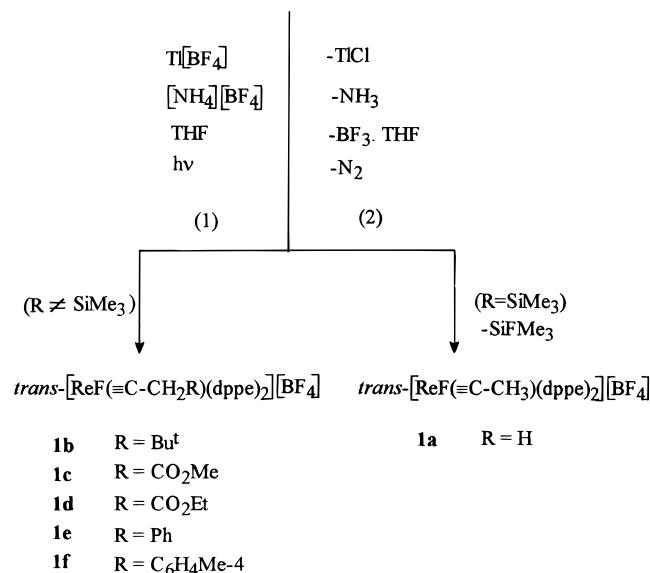 Tl[BF4] -TlCl
[NH4][BF4] -NH3
THF -BF3. THF
hν -N2
(1) (2)
(R ≠ SiMe3)
(R=SiMe3)
-SiFMe3
trans-[ReF(≡C-CH2R)(dppe)2][BF4]
1b R = Buᵗ
1c R = CO2Me
1d R = CO2Et
1e R = Ph
1f R = C6H4Me-4
trans-[ReF(≡C-CH3)(dppe)2][BF4]
1a R = H